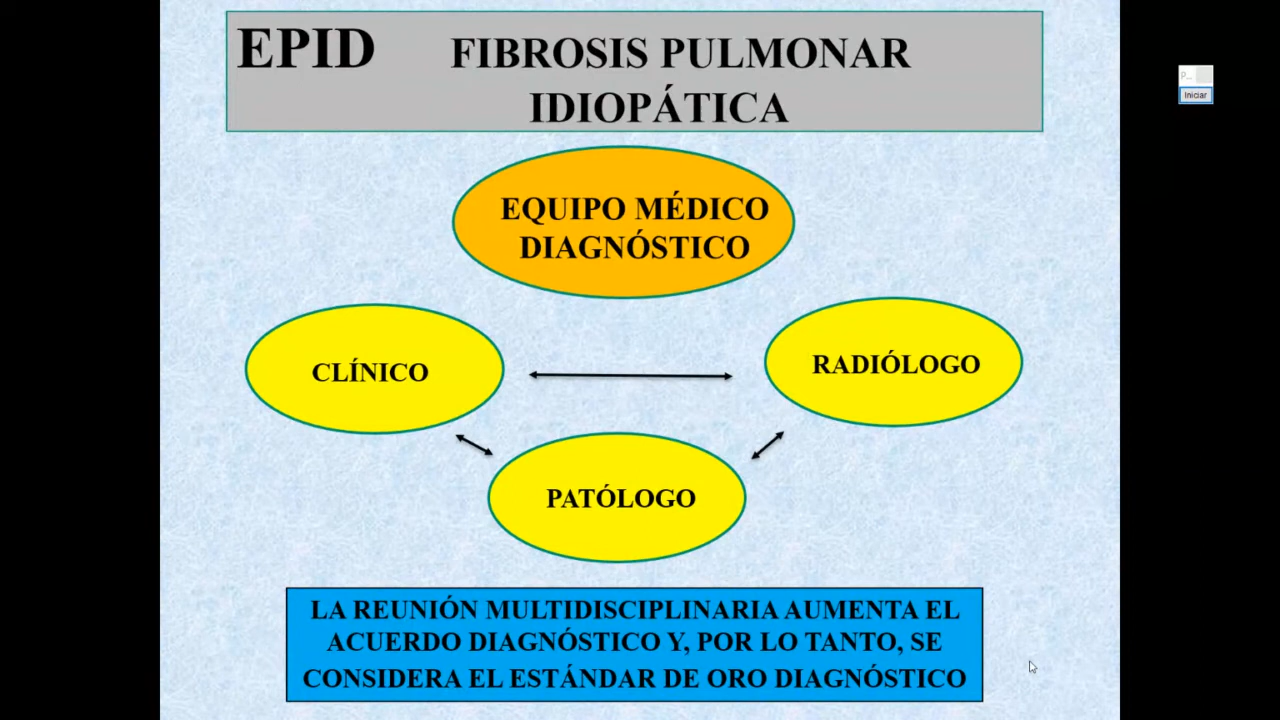 EPID FIBROSIS PULMONAR
IDIOPÁTICA
EQUIPO MÉDICO
DIAGNÓSTICO
CLÍNICO
RADIÓLOGO
PATÓLOGO
LA REUNIÓN MULTIDISCIPLINARIA AUMENTA EL
ACUERDO DIAGNÓSTICO Y, POR LO TANTO, SE
CONSIDERA EL ESTÁNDAR DE ORO DIAGNÓSTICO
P...
Iniciar